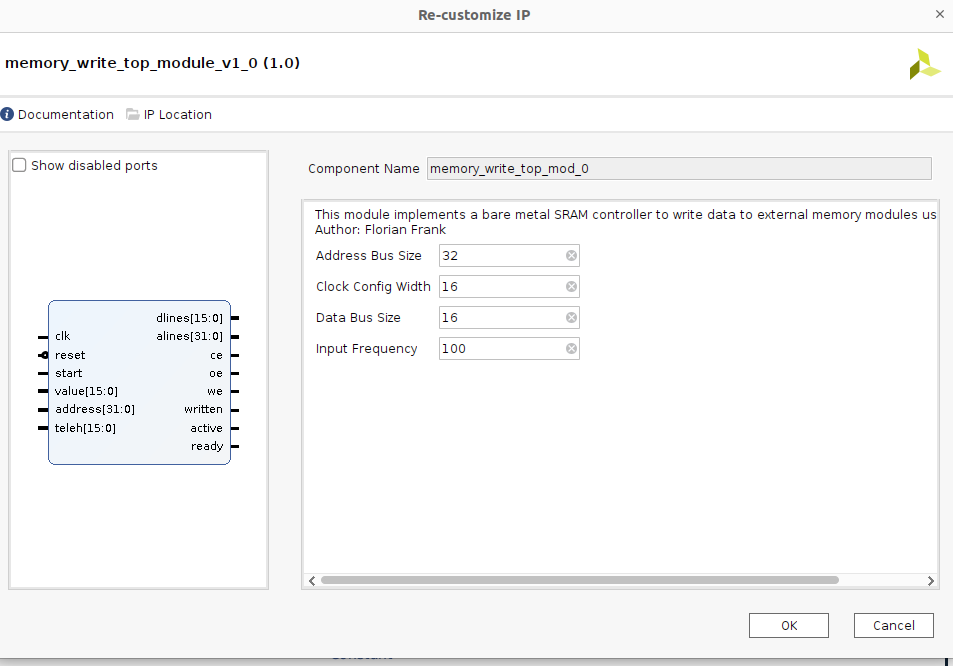 Re-customize IP
memory_write_top_module_v1_0 (1.0)
Documentation IP Location
Show disabled ports
dlines[15:0]
clk alines[31:0]
reset ce
start oe
value[15:0] we
address[31:0] written
teleh[15:0] active
ready
Component Name memory_write_top_mod_0
This module implements a bare metal SRAM controller to write data to external memory modules us
Author: Florian Frank
Address Bus Size 32
Clock Config Width 16
Data Bus Size 16
Input Frequency 100
OK Cancel